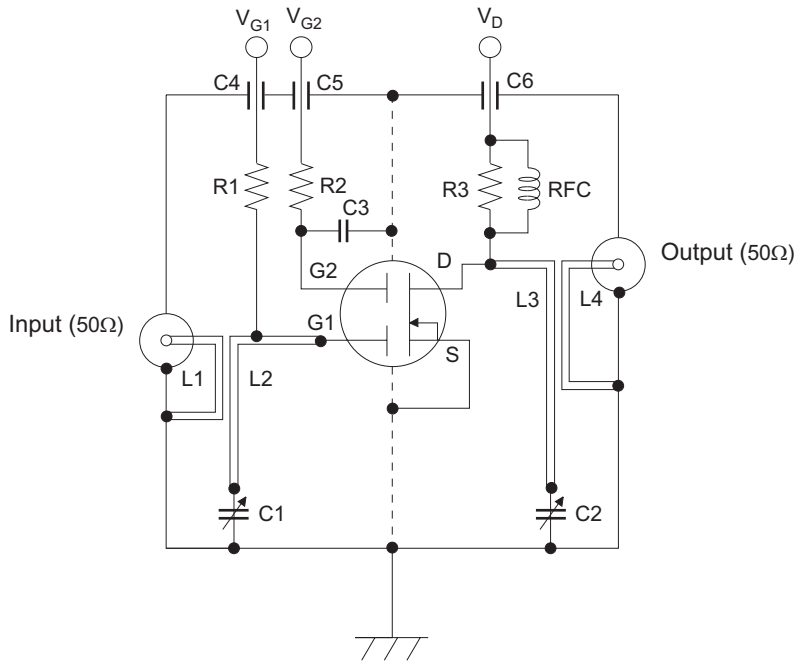 V_G1
V_G2
V_D
C4
C5
C6
R1
R2
R3
RFC
C3
G2
D
Output (50Ω)
Input (50Ω)
G1
S
L3
L4
L1
L2
C1
C2